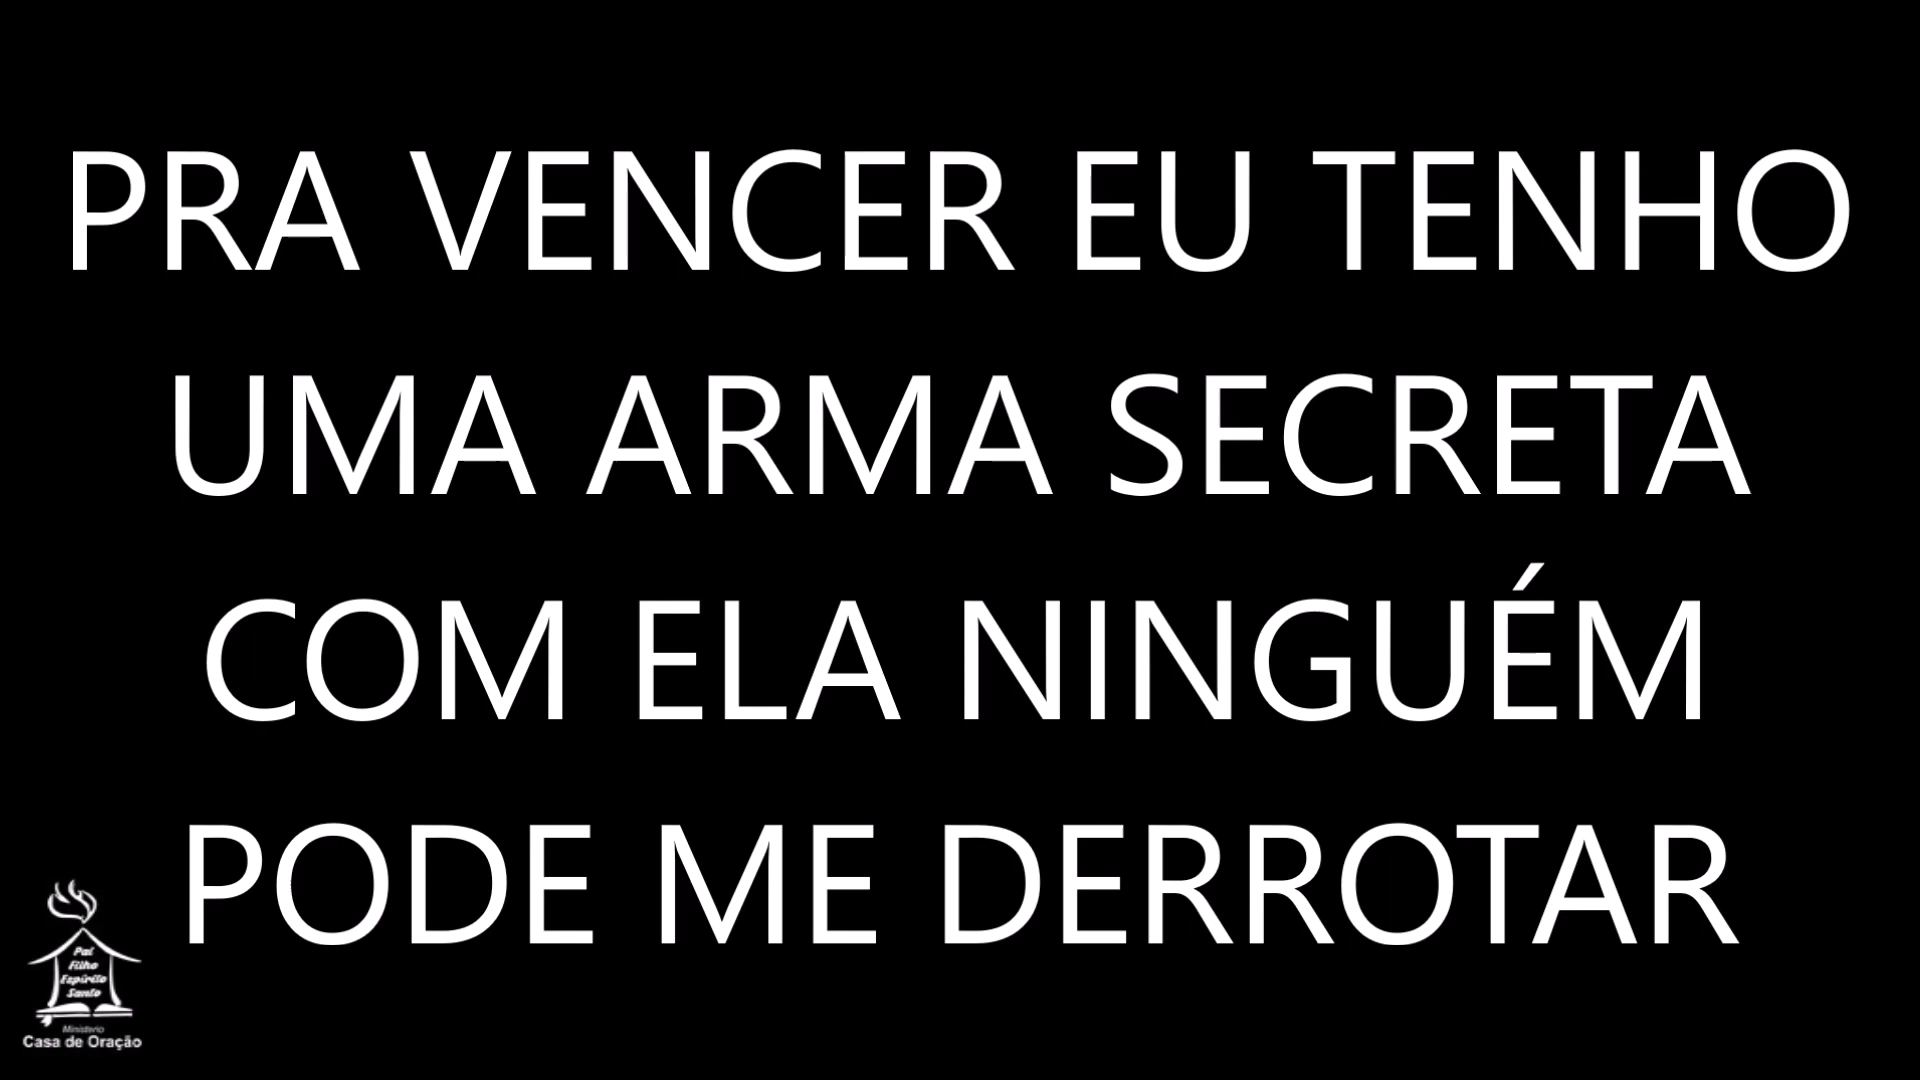 PRA VENCER EU TENHO
UMA ARMA SECRETA
COM ELA NINGUÉM
PODE ME DERROTAR
Pai
Filho
Espírito
Santo
Ministerio
Casa de Oração